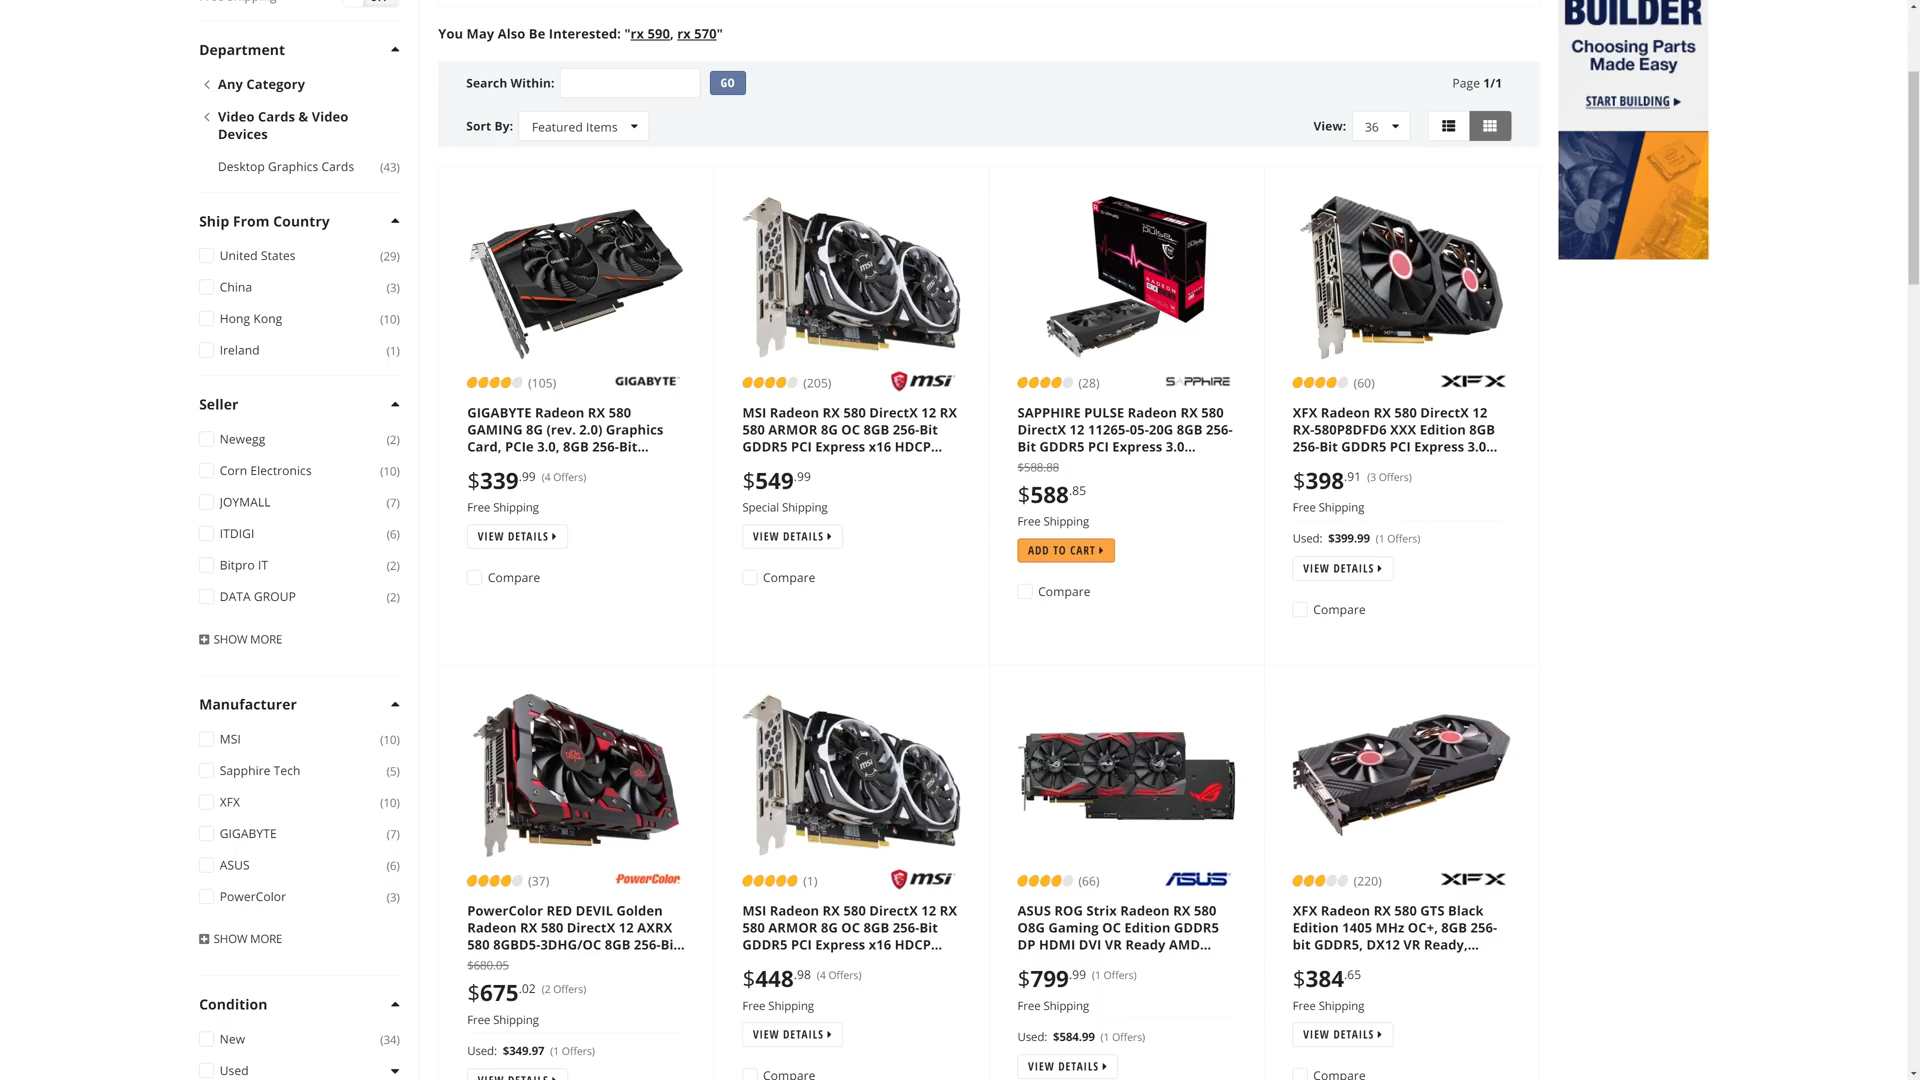 Department
Any Category
Video Cards & Video
Devices
Desktop Graphics Cards (43)
Ship From Country
United States (29)
China (3)
Hong Kong (10)
Ireland (1)
Seller
Newegg (2)
Corn Electronics (10)
JOYMALL (7)
ITDIGI (6)
Bitpro IT (2)
DATA GROUP (2)
SHOW MORE
Manufacturer
MSI (10)
Sapphire Tech (5)
XFX (10)
GIGABYTE (7)
ASUS (6)
PowerColor (3)
SHOW MORE
Condition
New (34)
Used
You May Also Be Interested: "rx 590, rx 570"
Search Within: GO Page 1/1
Sort By: Featured Items View: 36
(105) GIGABYTE
GIGABYTE Radeon RX 580
GAMING 8G (rev. 2.0) Graphics
Card, PCIe 3.0, 8GB 256-Bit...
$339.99 (4 Offers)
Free Shipping
VIEW DETAILS
Compare
msi
(205) msi
MSI Radeon RX 580 DirectX 12 RX
580 ARMOR 8G OC 8GB 256-Bit
GDDR5 PCI Express x16 HDCP...
$549.99
Special Shipping
VIEW DETAILS
Compare
PULSE
RADEON
(28) SAPPHIRE
SAPPHIRE PULSE Radeon RX 580
DirectX 12 11265-05-20G 8GB 256-
Bit GDDR5 PCI Express 3.0...
$588.88
$588.85
Free Shipping
ADD TO CART
Compare
(60) XFX
XFX Radeon RX 580 DirectX 12
RX-580P8DFD6 XXX Edition 8GB
256-Bit GDDR5 PCI Express 3.0...
$398.91 (3 Offers)
Free Shipping
Used: $399.99 (1 Offers)
VIEW DETAILS
Compare
(37) PowerColor
PowerColor RED DEVIL Golden
Radeon RX 580 DirectX 12 AXRX
580 8GBD5-3DHG/OC 8GB 256-Bi...
$680.05
$675.02 (2 Offers)
Free Shipping
Used: $349.97 (1 Offers)
VIEW DETAILS
msi
(1) msi
MSI Radeon RX 580 DirectX 12 RX
580 ARMOR 8G OC 8GB 256-Bit
GDDR5 PCI Express x16 HDCP...
$448.98 (4 Offers)
Free Shipping
VIEW DETAILS
Compare
(66) ASUS
ASUS ROG Strix Radeon RX 580
O8G Gaming OC Edition GDDR5
DP HDMI DVI VR Ready AMD...
$799.99 (1 Offers)
Free Shipping
Used: $584.99 (1 Offers)
VIEW DETAILS
(220) XFX
XFX Radeon RX 580 GTS Black
Edition 1405 MHz OC+, 8GB 256-
bit GDDR5, DX12 VR Ready,...
$384.65
Free Shipping
VIEW DETAILS
Compare
BUILDER
Choosing Parts
Made Easy
START BUILDING